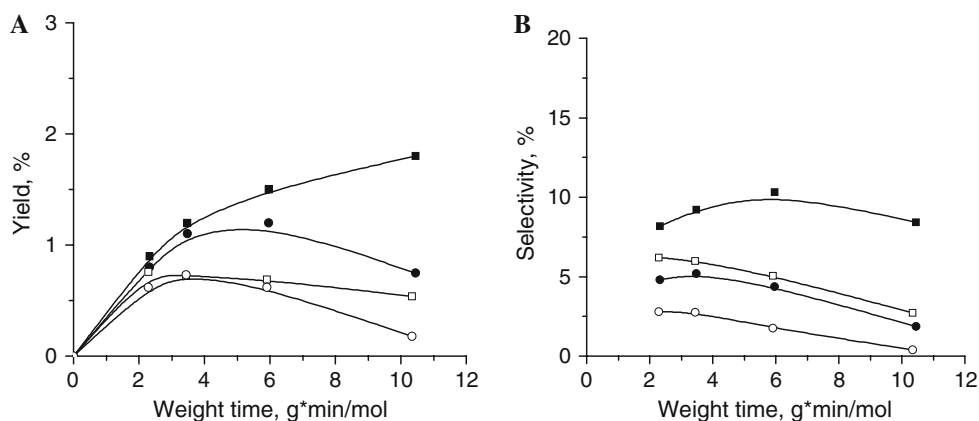 A
Yield, %
3
2
1
0
0 2 4 6 8 10 12
Weight time, g*min/mol
B
Selectivity, %
20
15
10
5
0
0 2 4 6 8 10 12
Weight time, g*min/mol